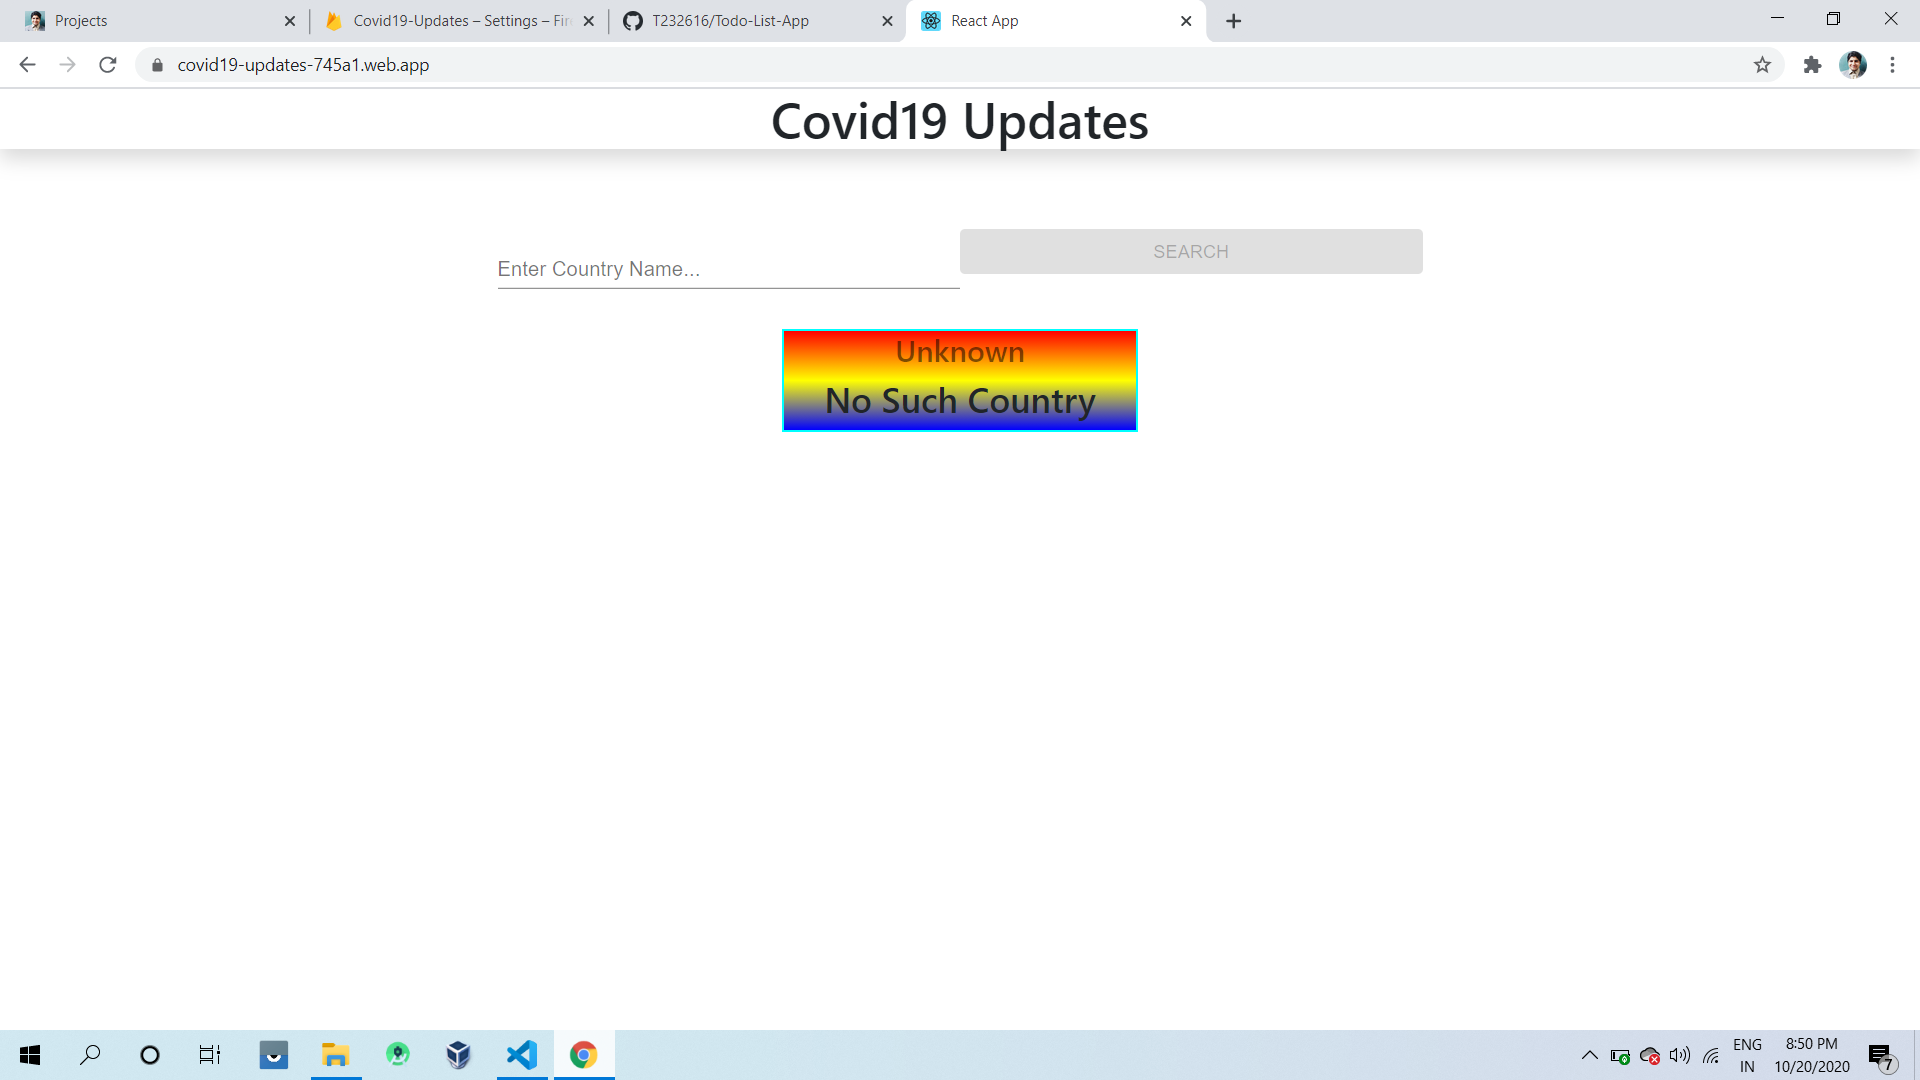 Projects
Covid19-Updates – Settings – Fir
T232616/Todo-List-App
React App
covid19-updates-745a1.web.app
Covid19 Updates
Enter Country Name...
SEARCH
Unknown
No Such Country
ENG
IN
8:50 PM
10/20/2020
7